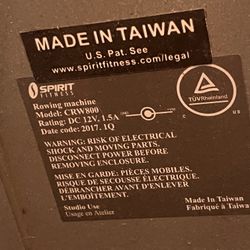 MADE IN TAIWAN
U.S. Pat. See
www.spiritfitness.com/legal
SPIRIT
FITNESS
Rowing machine
Model: CRW800
DC 12V, 1.5A
Date code: 2017. 1Q
TÜVRheinland
C US
WARNING: RISK OF ELECTRICAL
SHOCK AND MOVING PARTS.
DISCONNECT POWER BEFORE
REMOVING ENCLOSURE.
MISE EN GARDE: PIÈCES MOBILES.
DÉBRANCHER AVANT D'ENLEVER
RISQUE DE SECOUSSE ÉLECTRIQUE.
Studio Use
Usage en Atelier
Made In Taiwan
Fabriqué à Taiwan